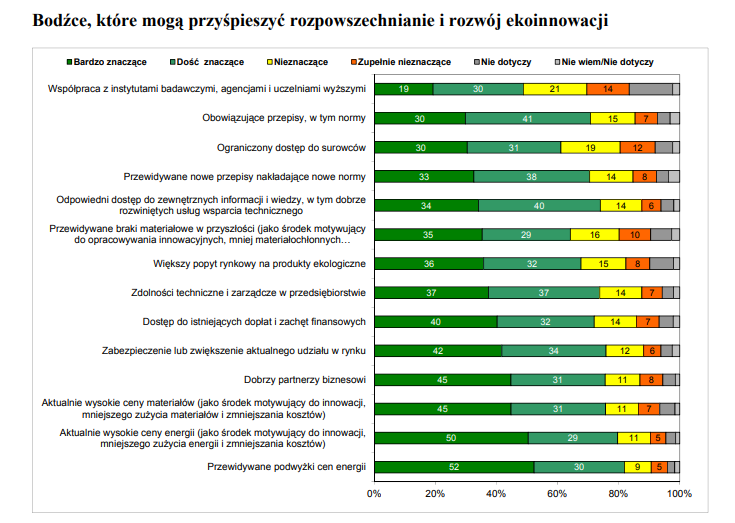 Bodźce, które mogą przyśpieszyć rozpowszechnianie i rozwój ekoinnowacji
Bardzo znaczące Dość znaczące Nieznaczące Zupełnie nieznaczące Nie dotyczy Nie wiem/Nie dotyczy
Współpraca z instytutami badawczymi, agencjami i uczelniami wyższymi 19 30 21 14
Obowiązujące przepisy, w tym normy 30 41 15 7
Ograniczony dostęp do surowców 30 31 19 12
Przewidywane nowe przepisy nakładające nowe normy 33 38 14 8
Odpowiedni dostęp do zewnętrznych informacji i wiedzy, w tym dobrze
rozwiniętych usług wsparcia technicznego 34 40 14 6
Przewidywane braki materiałowe w przyszłości (jako środek motywujący
do opracowywania innowacyjnych, mniej materiałochłonnych… 35 29 16 10
Większy popyt rynkowy na produkty ekologiczne 36 32 15 8
Zdolności techniczne i zarządcze w przedsiębiorstwie 37 37 14 7
Dostęp do istniejących dopłat i zachęt finansowych 40 32 14 7
Zabezpieczenie lub zwiększenie aktualnego udziału w rynku 42 34 12 6
Dobrzy partnerzy biznesowi 45 31 11 8
Aktualnie wysokie ceny materiałów (jako środek motywujący do innowacji,
mniejszego zużycia materiałów i zmniejszania kosztów) 45 31 11 7
Aktualnie wysokie ceny energii (jako środek motywujący do innowacji,
mniejszego zużycia energii i zmniejszania kosztów) 50 29 11 5
Przewidywane podwyżki cen energii 52 30 9 5
0% 20% 40% 60% 80% 100%